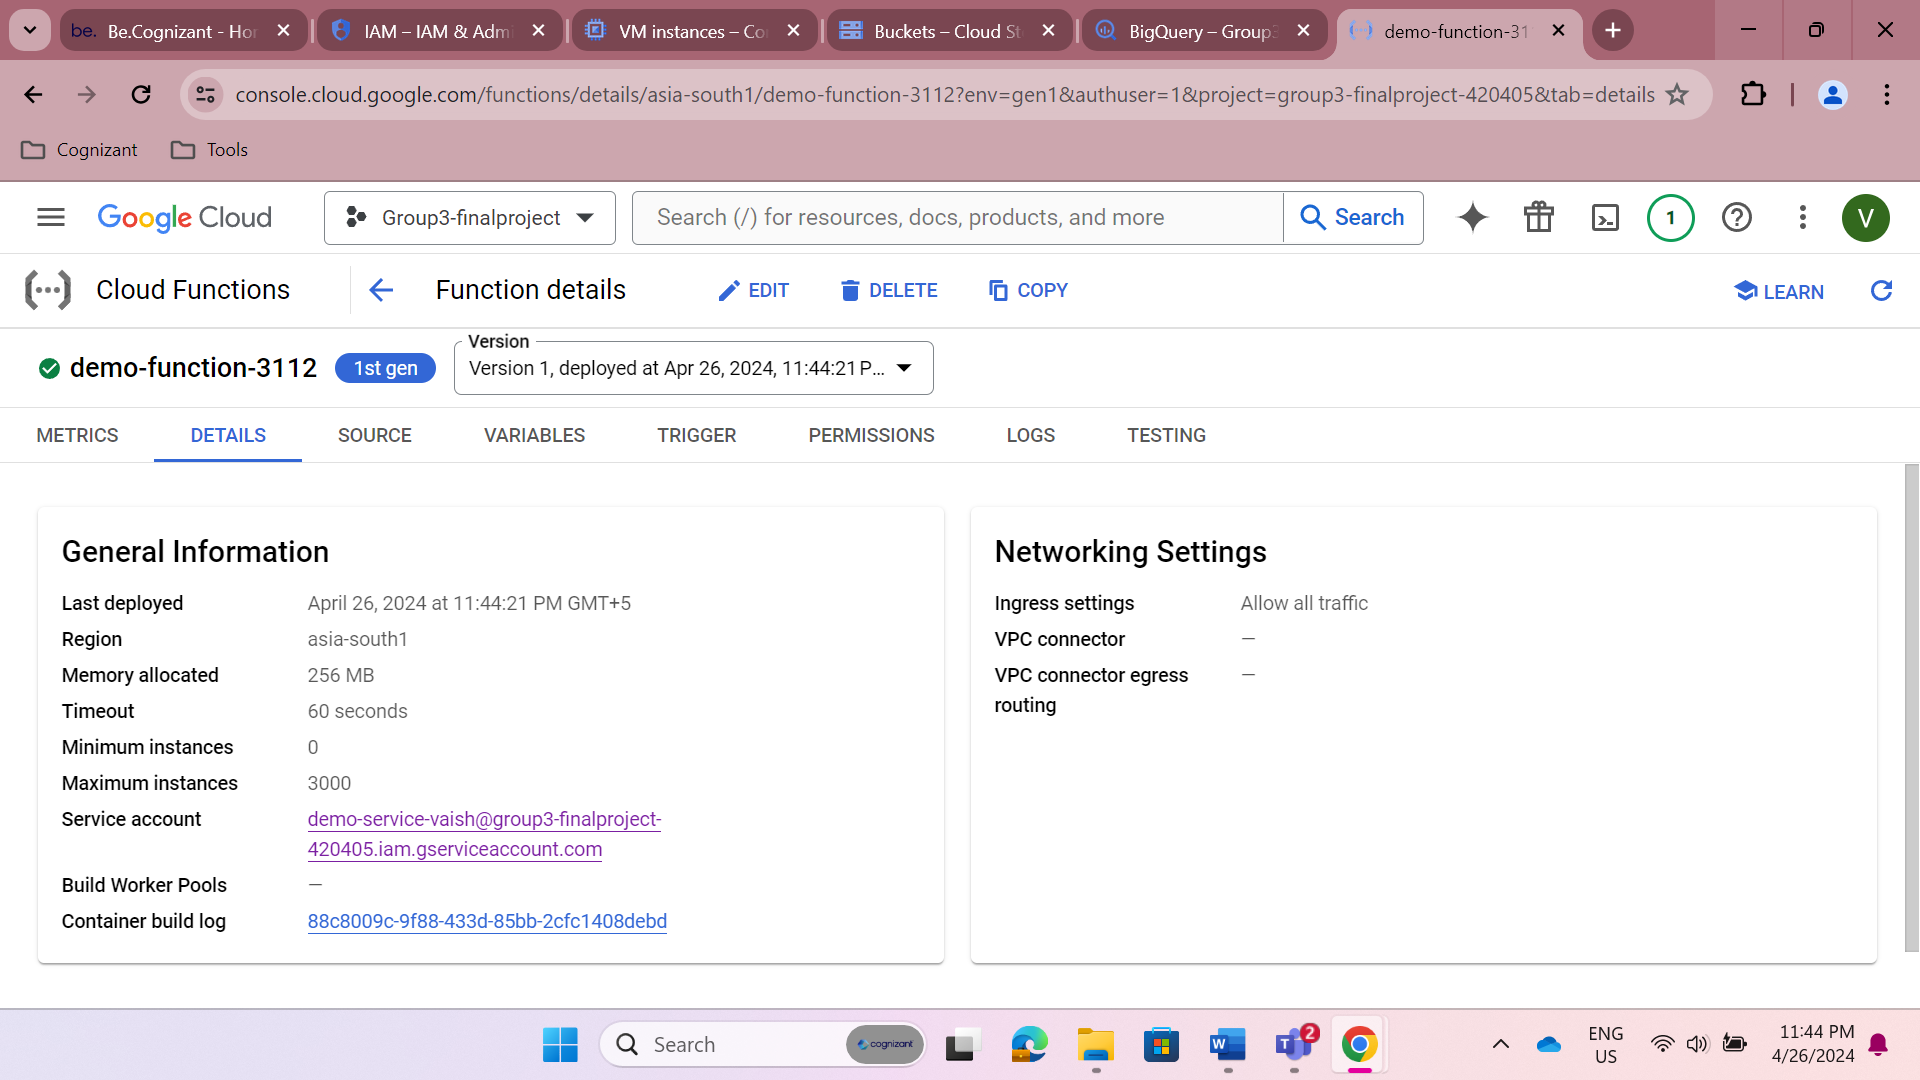 be. Be.Cognizant - Hor
IAM – IAM & Admi
VM instances – Co
Buckets – Cloud St
BigQuery – Group3
demo-function-31
console.cloud.google.com/functions/details/asia-south1/demo-function-3112?env=gen1&authuser=1&project=group3-finalproject-420405&tab=details
Cognizant Tools
Google Cloud Group3-finalproject Search (/) for resources, docs, products, and more Search 1 V
Cloud Functions Function details EDIT DELETE COPY LEARN
Version
demo-function-3112 1st gen Version 1, deployed at Apr 26, 2024, 11:44:21 P...
METRICS DETAILS SOURCE VARIABLES TRIGGER PERMISSIONS LOGS TESTING
General Information
Last deployed April 26, 2024 at 11:44:21 PM GMT+5
Region asia-south1
Memory allocated 256 MB
Timeout 60 seconds
Minimum instances 0
Maximum instances 3000
Service account demo-service-vaish@group3-finalproject-
420405.iam.gserviceaccount.com
Build Worker Pools —
Container build log 88c8009c-9f88-433d-85bb-2cfc1408debd
Networking Settings
Ingress settings Allow all traffic
VPC connector —
VPC connector egress —
routing
Search cognizant W T 2
ENG
US
11:44 PM
4/26/2024